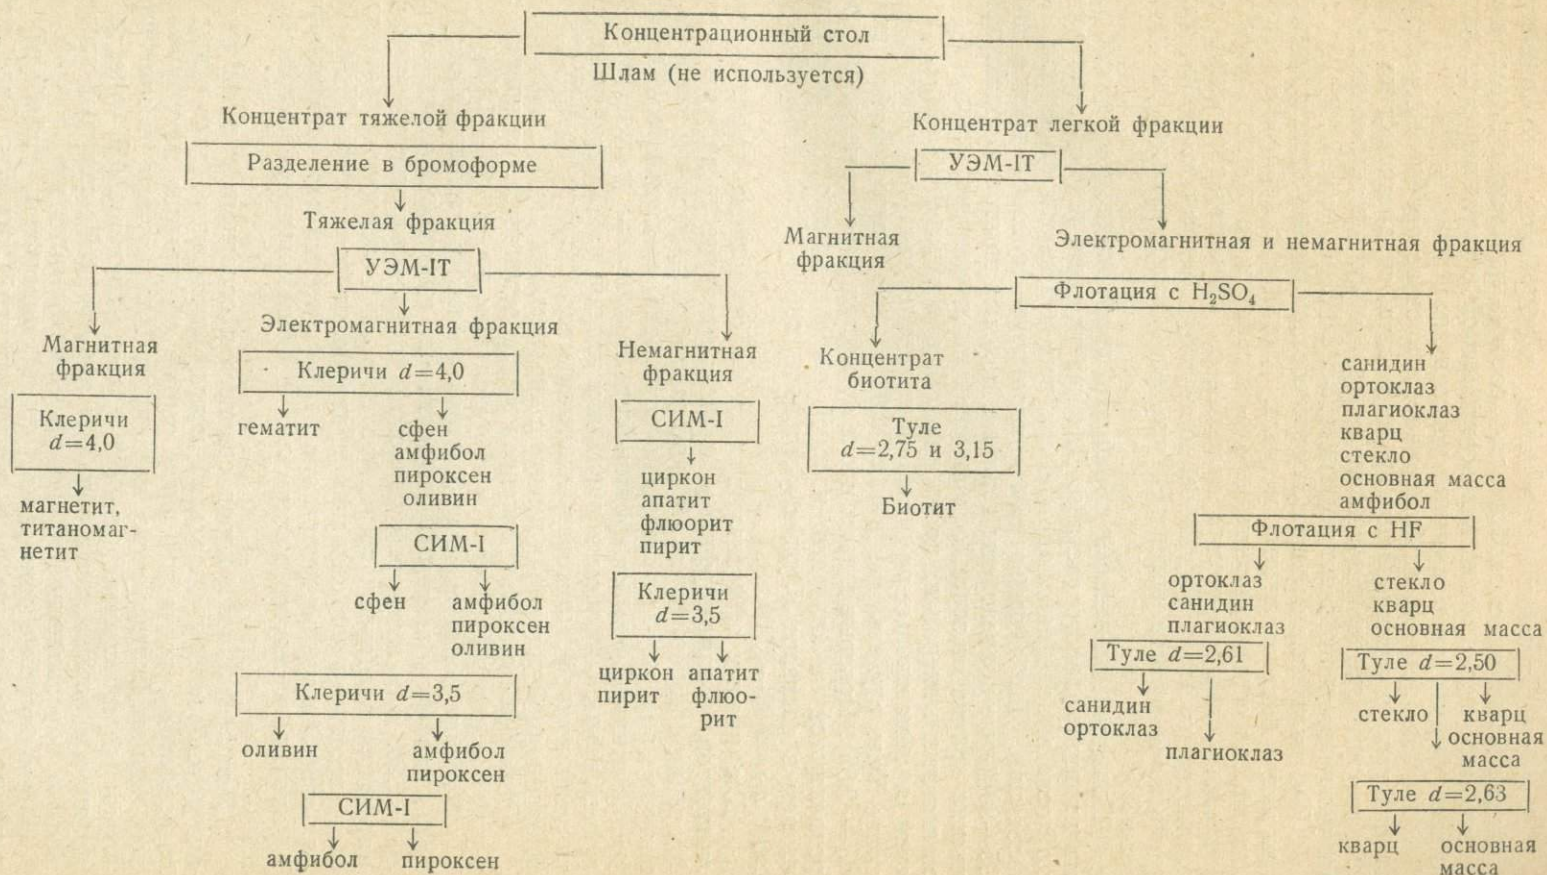 Концентрационный стол
Шлам (не используется)
Концентрат тяжелой фракции
Разделение в бромоформе
Тяжелая фракция
УЭМ-IT
Магнитная
фракция
Клеричи
d=4,0
магнетит,
титаномаг-
нетит
Электромагнитная фракция
Клеричи d=4,0
гематит
сфен
амфибол
пироксен
оливин
СИМ-I
сфен
амфибол
пироксен
оливин
Клеричи d=3,5
оливин
амфибол
пироксен
СИМ-I
амфибол
пироксен
Немагнитная
фракция
СИМ-I
циркон
апатит
флюорит
пирит
Клеричи
d=3,5
циркон
пирит
апатит
флюо-
рит
Концентрат легкой фракции
УЭМ-IT
Магнитная
фракция
Электромагнитная и немагнитная фракция
Флотация с H₂SO₄
Концентрат
биотита
Туле
d=2,75 и 3,15
Биотит
санидин
ортоклаз
плагиоклаз
кварц
стекло
основная масса
амфибол
Флотация с HF
ортоклаз
санидин
плагиоклаз
Туле d=2,61
санидин
ортоклаз
плагиоклаз
стекло
кварц
основная масса
Туле d=2,50
стекло
кварц
основная
масса
Туле d=2,63
кварц
основная
масса